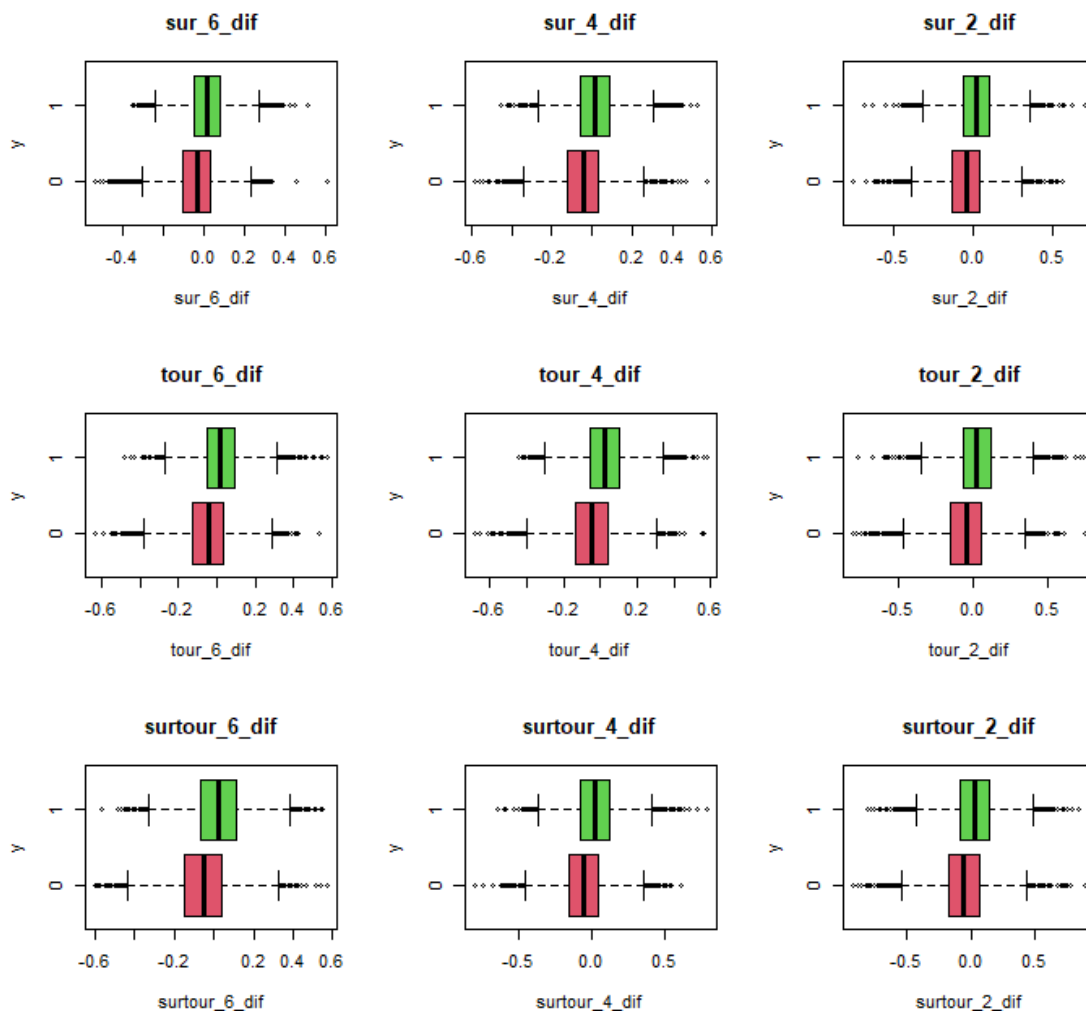 sur_6_dif
sur_4_dif
sur_2_dif
y
0
1
-0.4
0.0
0.2
0.4
0.6
sur_6_dif
y
0
1
-0.6
-0.2
0.0
0.2
0.4
0.6
sur_4_dif
y
0
1
-0.5
0.0
0.5
sur_2_dif
tour_6_dif
tour_4_dif
tour_2_dif
y
0
1
-0.6
-0.2
0.2
0.4
0.6
tour_6_dif
y
0
1
-0.6
-0.2
0.2
0.4
0.6
tour_4_dif
y
0
1
-0.5
0.0
0.5
tour_2_dif
surtour_6_dif
surtour_4_dif
surtour_2_dif
y
0
1
-0.6
-0.2
0.2
0.4
0.6
surtour_6_dif
y
0
1
-0.5
0.0
0.5
surtour_4_dif
y
0
1
-0.5
0.0
0.5
surtour_2_dif